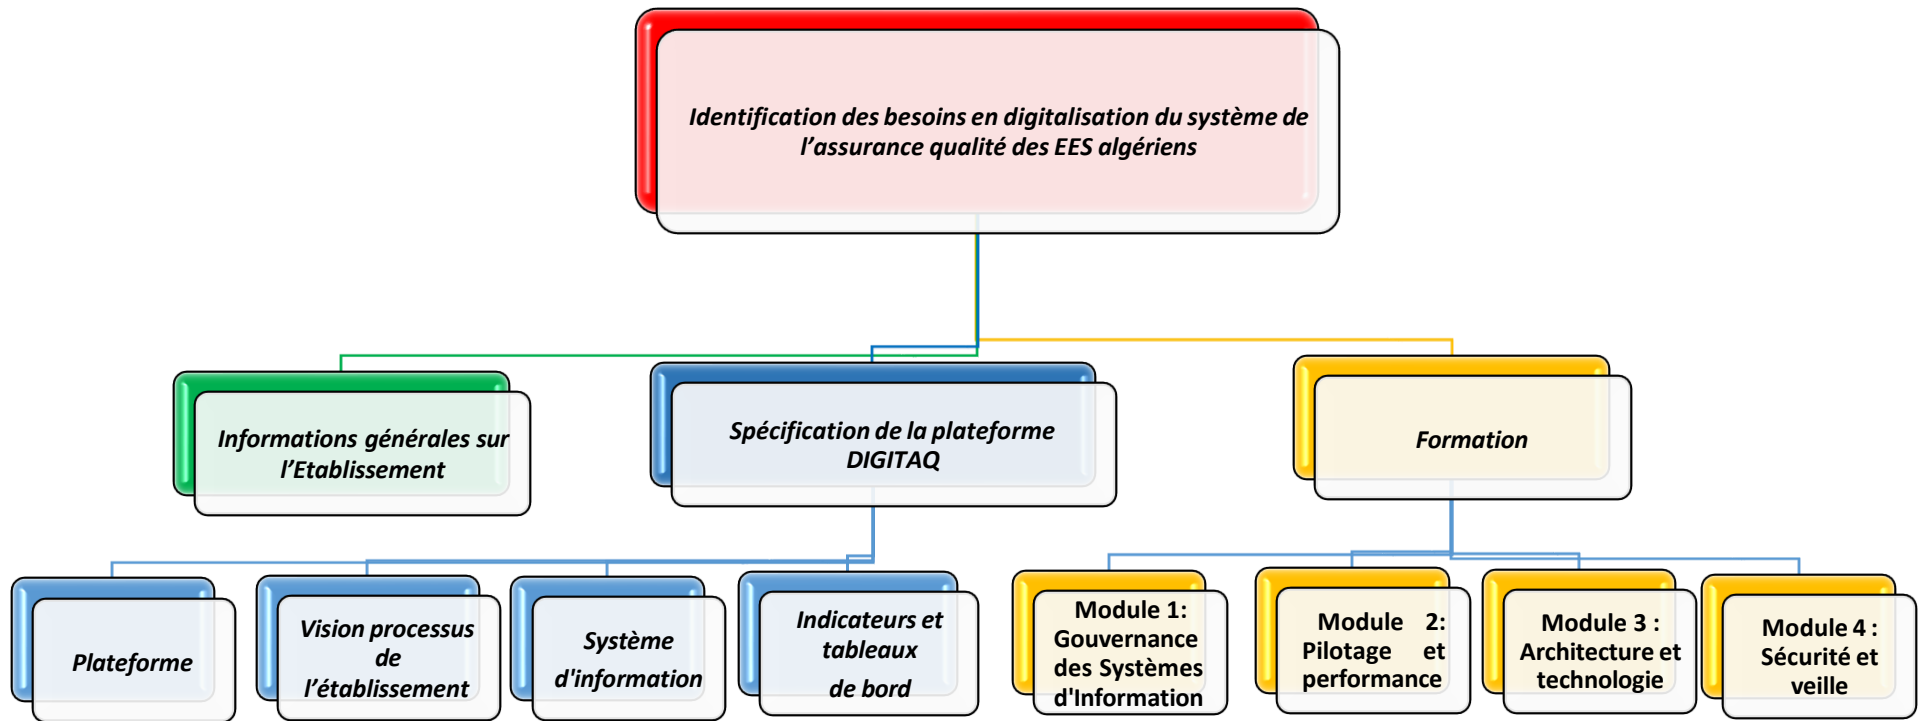 Identification des besoins en digitalisation du système de
l’assurance qualité des EES algériens
Informations générales sur
l’Etablissement
Spécification de la plateforme
DIGITAQ
Formation
Plateforme
Vision processus
de
l’établissement
Système
d'information
Indicateurs et
tableaux
de bord
Module 1:
Gouvernance
des Systèmes
d'Information
Module 2:
Pilotage et
performance
Module 3 :
Architecture et
technologie
Module 4 :
Sécurité et
veille